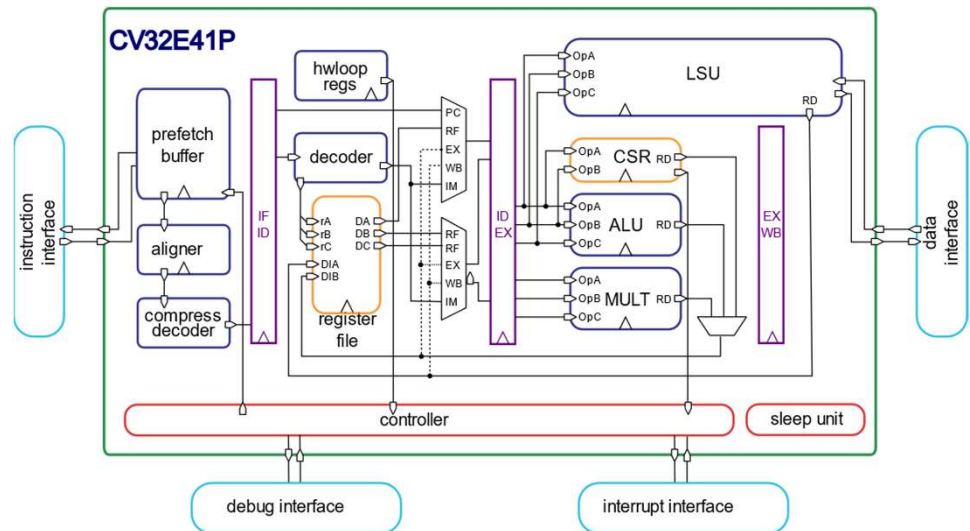 CV32E41P
instruction
interface
prefetch
buffer
aligner
compress
decoder
IF
ID
hwloop
regs
decoder
rA
rB
rC
DIA
DIB
DA
DB
DC
register
file
PC
RF
EX
WB
IM
RF
RF
EX
WB
IM
ID
EX
OpA
OpB
OpC
LSU
RD
OpA
OpB
CSR
RD
OpA
OpB
OpC
ALU
RD
OpA
OpB
OpC
MULT
RD
EX
WB
data
interface
controller
sleep unit
debug interface
interrupt interface